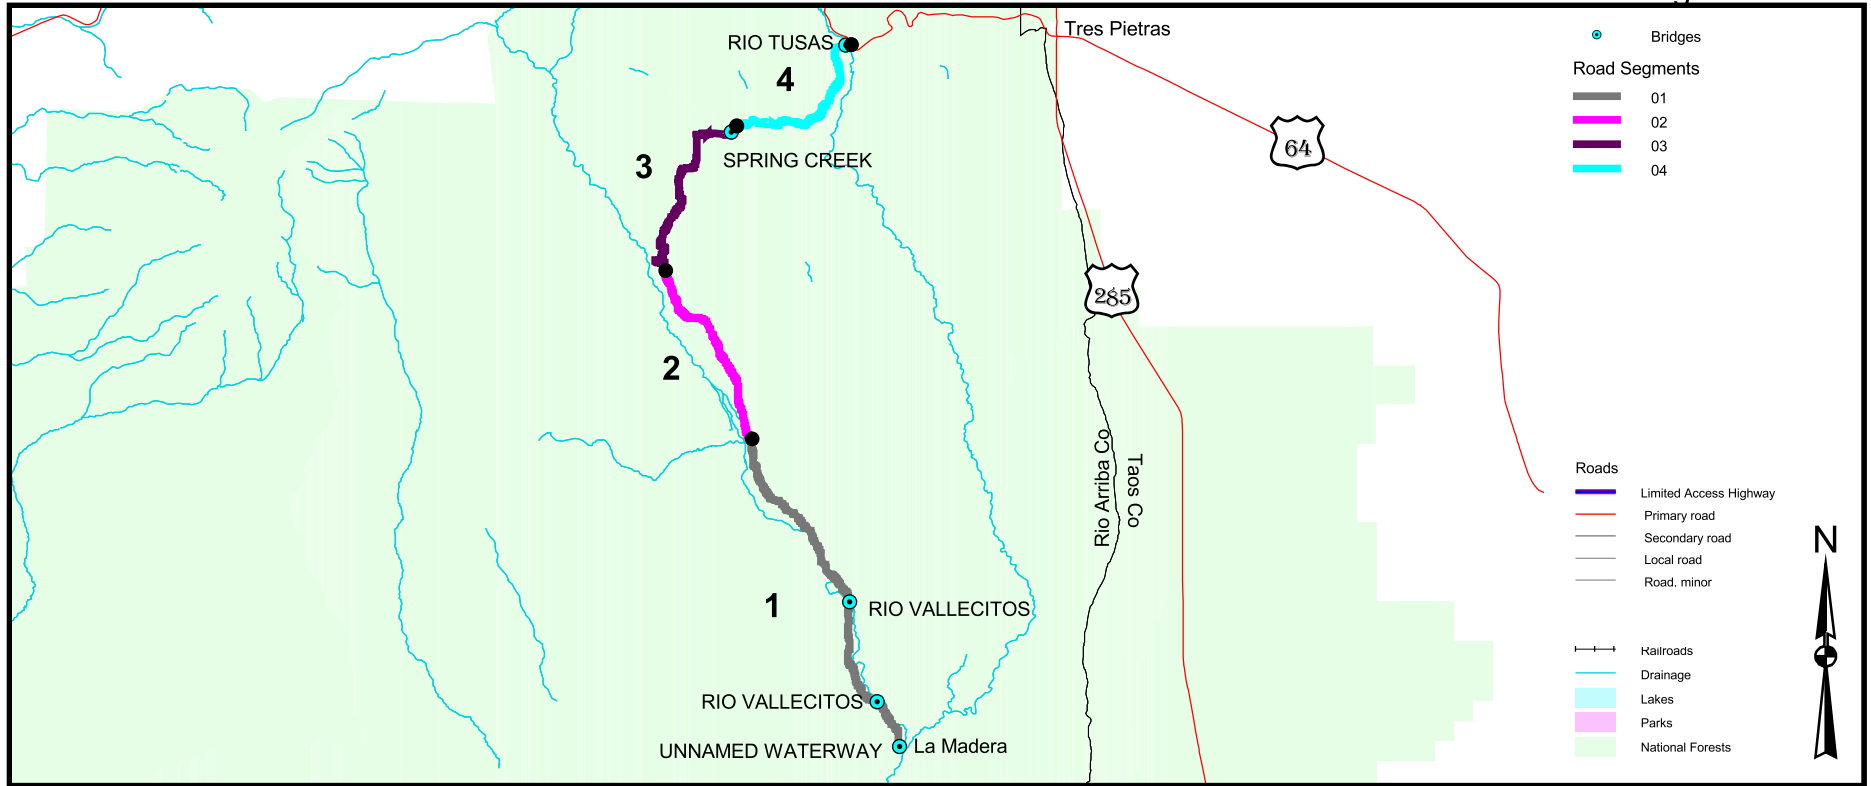 Tres Pietras
RIO TUSAS
4
SPRING CREEK
3
64
285
2
Rio Arriba Co
Taos Co
1
RIO VALLECITOS
RIO VALLECITOS
UNNAMED WATERWAY
La Madera
Bridges
Road Segments
01
02
03
04
Roads
Limited Access Highway
Primary road
Secondary road
Local road
Road, minor
Railroads
Drainage
Lakes
Parks
National Forests
N